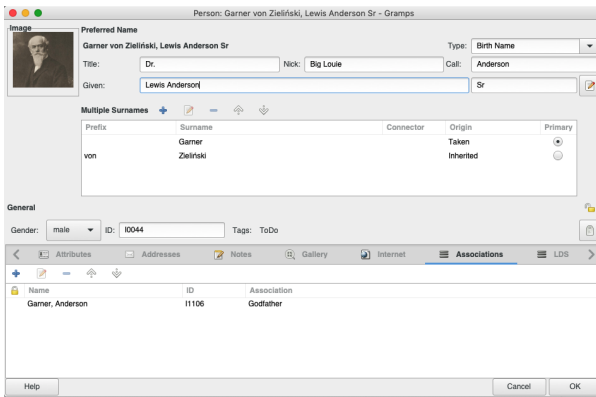 Person: Garner von Zieliński, Lewis Anderson Sr - Gramps
Image
Preferred Name
Garner von Zieliński, Lewis Anderson Sr Type: Birth Name
Title: Dr. Nick: Big Louie Call: Anderson
Given: Lewis Anderson Sr
Multiple Surnames
Prefix Surname Connector Origin Primary
Garner Taken
von Zieliński Inherited
General
Gender: male ID: I0044 Tags: ToDo
Attributes Addresses Notes Gallery Internet Associations LDS
Name ID Association
Garner, Anderson I1106 Godfather
Help Cancel OK